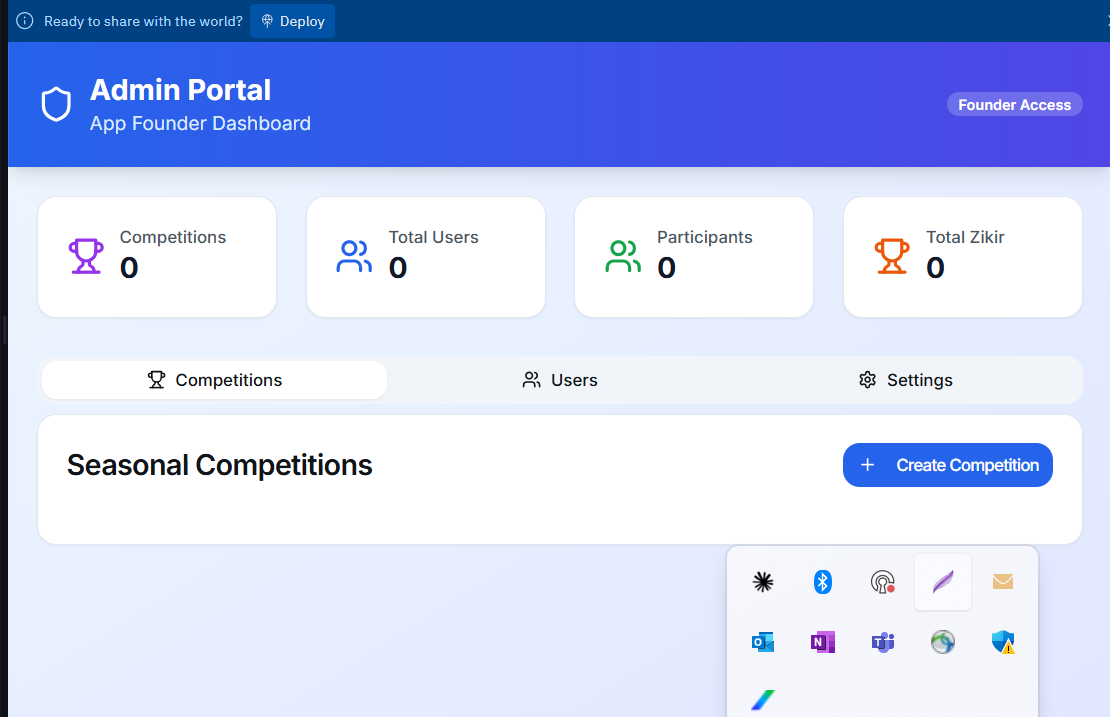 Ready to share with the world? Deploy
Admin Portal
App Founder Dashboard
Founder Access
Competitions
0
Total Users
0
Participants
0
Total Zikir
0
Competitions
Users
Settings
Seasonal Competitions
+ Create Competition